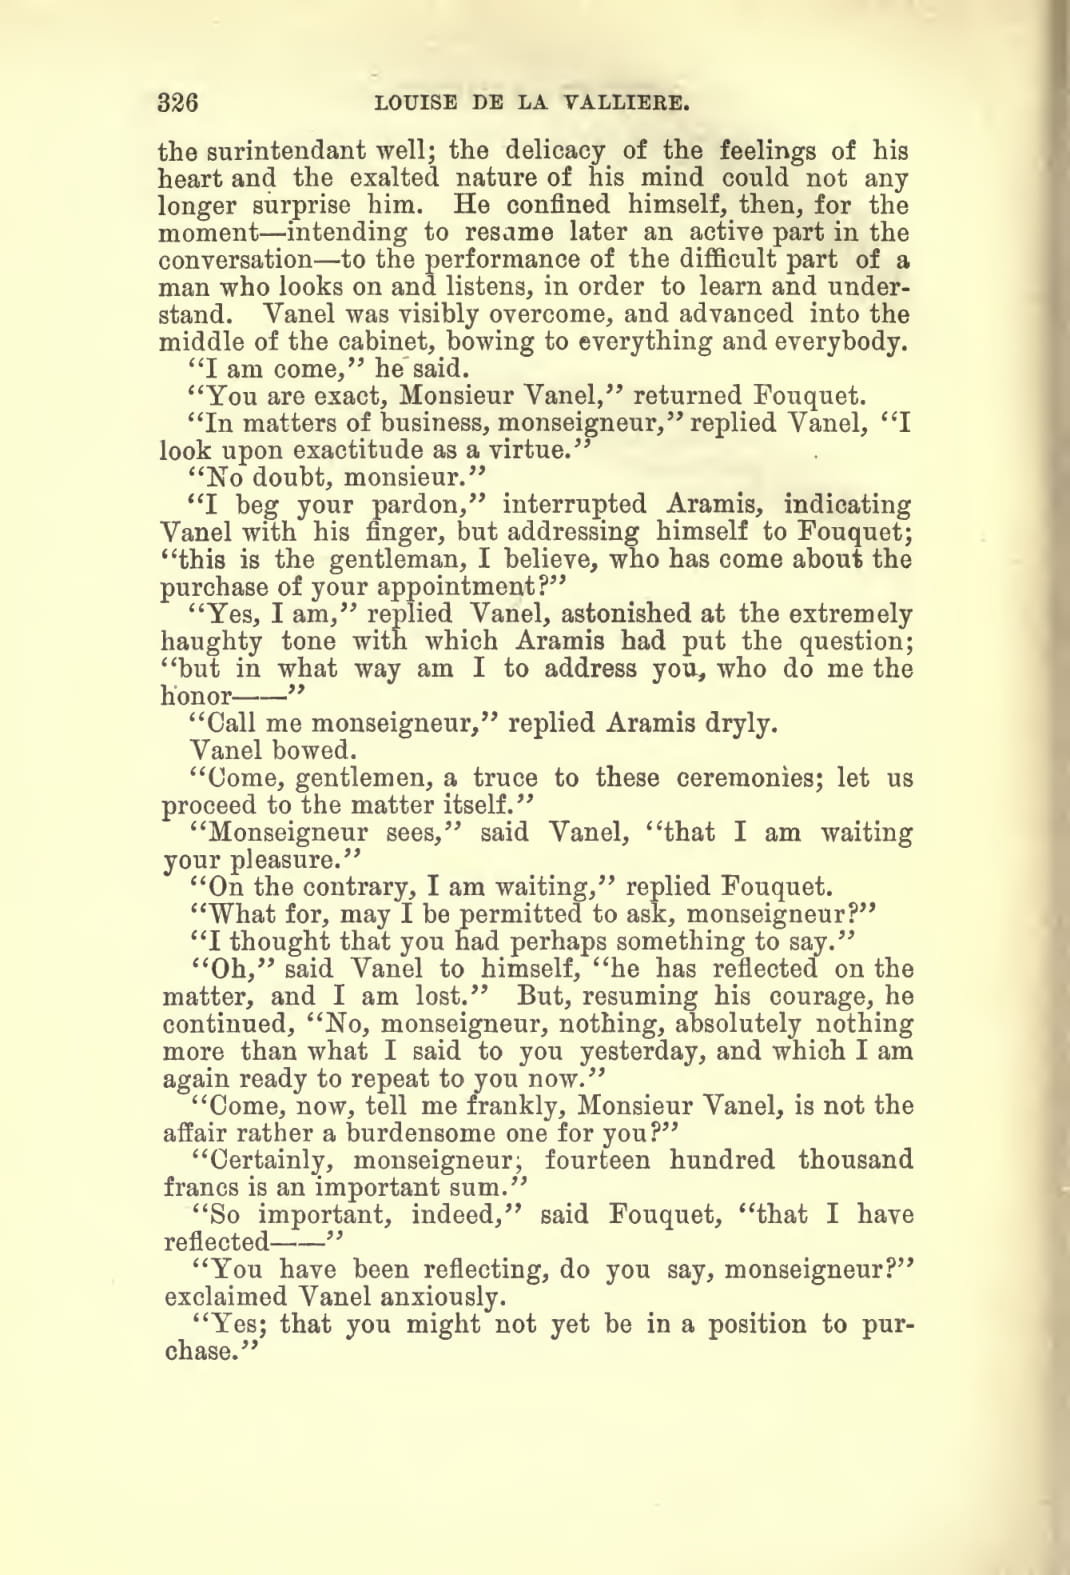 326 LOUISE DE LA VALLIERE.
the surintendant well; the delicacy of the feelings of his
heart and the exalted nature of his mind could not any
longer surprise him. He confined himself, then, for the
moment—intending to resume later an active part in the
conversation—to the performance of the difficult part of a
man who looks on and listens, in order to learn and under-
stand. Vanel was visibly overcome, and advanced into the
middle of the cabinet, bowing to everything and everybody.
“I am come,” he said.
“You are exact, Monsieur Vanel,” returned Fouquet.
“In matters of business, monseigneur,” replied Vanel, “I
look upon exactitude as a virtue.”
“No doubt, monsieur.”
“I beg your pardon,” interrupted Aramis, indicating
Vanel with his finger, but addressing himself to Fouquet;
“this is the gentleman, I believe, who has come about the
purchase of your appointment?”
“Yes, I am,” replied Vanel, astonished at the extremely
haughty tone with which Aramis had put the question;
“but in what way am I to address you, who do me the
honor——”
“Call me monseigneur,” replied Aramis dryly.
Vanel bowed.
“Come, gentlemen, a truce to these ceremonies; let us
proceed to the matter itself.”
“Monseigneur sees,” said Vanel, “that I am waiting
your pleasure.”
“On the contrary, I am waiting,” replied Fouquet.
“What for, may I be permitted to ask, monseigneur?”
“I thought that you had perhaps something to say.”
“Oh,” said Vanel to himself, “he has reflected on the
matter, and I am lost.” But, resuming his courage, he
continued, “No, monseigneur, nothing, absolutely nothing
more than what I said to you yesterday, and which I am
again ready to repeat to you now.”
“Come, now, tell me frankly, Monsieur Vanel, is not the
affair rather a burdensome one for you?”
“Certainly, monseigneur; fourteen hundred thousand
francs is an important sum.”
“So important, indeed,” said Fouquet, “that I have
reflected——”
“You have been reflecting, do you say, monseigneur?”
exclaimed Vanel anxiously.
“Yes; that you might not yet be in a position to pur-
chase.”